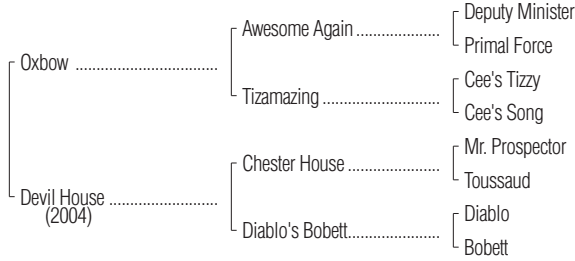 Deputy Minister
Awesome Again ..................
Primal Force
Oxbow ................................
Cee's Tizzy
Tizamazing ...........................
Cee's Song
Mr. Prospector
Chester House .....................
Toussaud
Devil House .........................
(2004)
Diablo
Diablo's Bobett.....................
Bobett